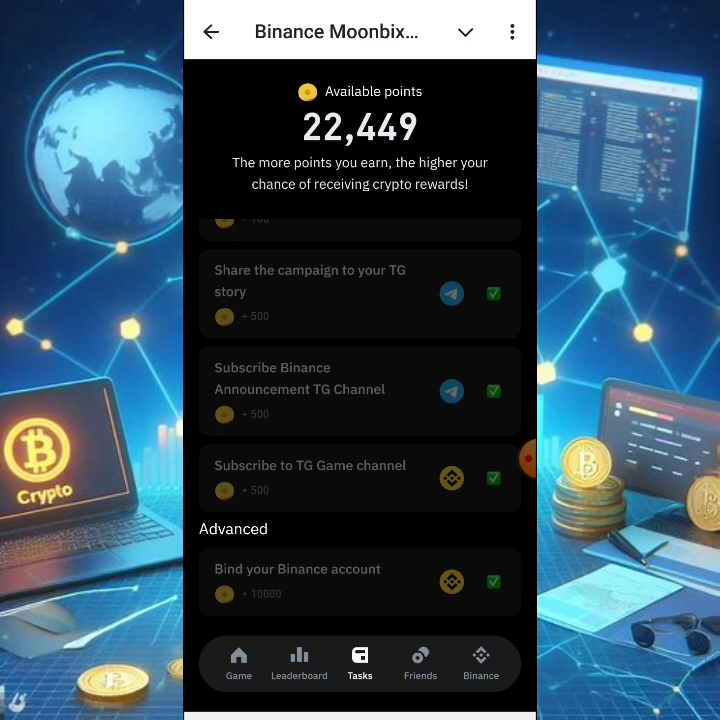 Binance Moonbix...
Available points
22,449
The more points you earn, the higher your
chance of receiving crypto rewards!
+ 100
Share the campaign to your TG
story
+ 500
Subscribe Binance
Announcement TG Channel
+ 500
Subscribe to TG Game channel
+ 500
Advanced
Bind your Binance account
+ 10000
Game
Leaderboard
Tasks
Friends
Binance
Crypto